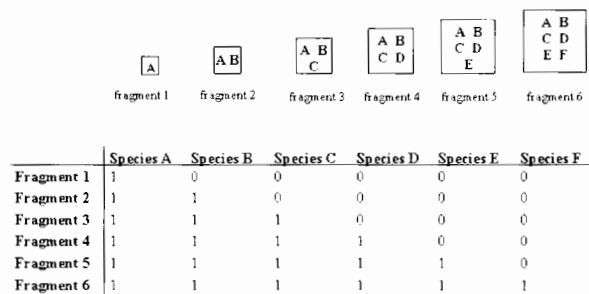 A
A B
A B
C
A B
C D
A B
C D
E
A B
C D
E F
fragment 1 fragment 2 fragment 3 fragment 4 fragment 5 fragment 6
Species A Species B Species C Species D Species E Species F
Fragment 1 1 0 0 0 0 0
Fragment 2 1 1 0 0 0 0
Fragment 3 1 1 1 0 0 0
Fragment 4 1 1 1 1 0 0
Fragment 5 1 1 1 1 1 0
Fragment 6 1 1 1 1 1 1